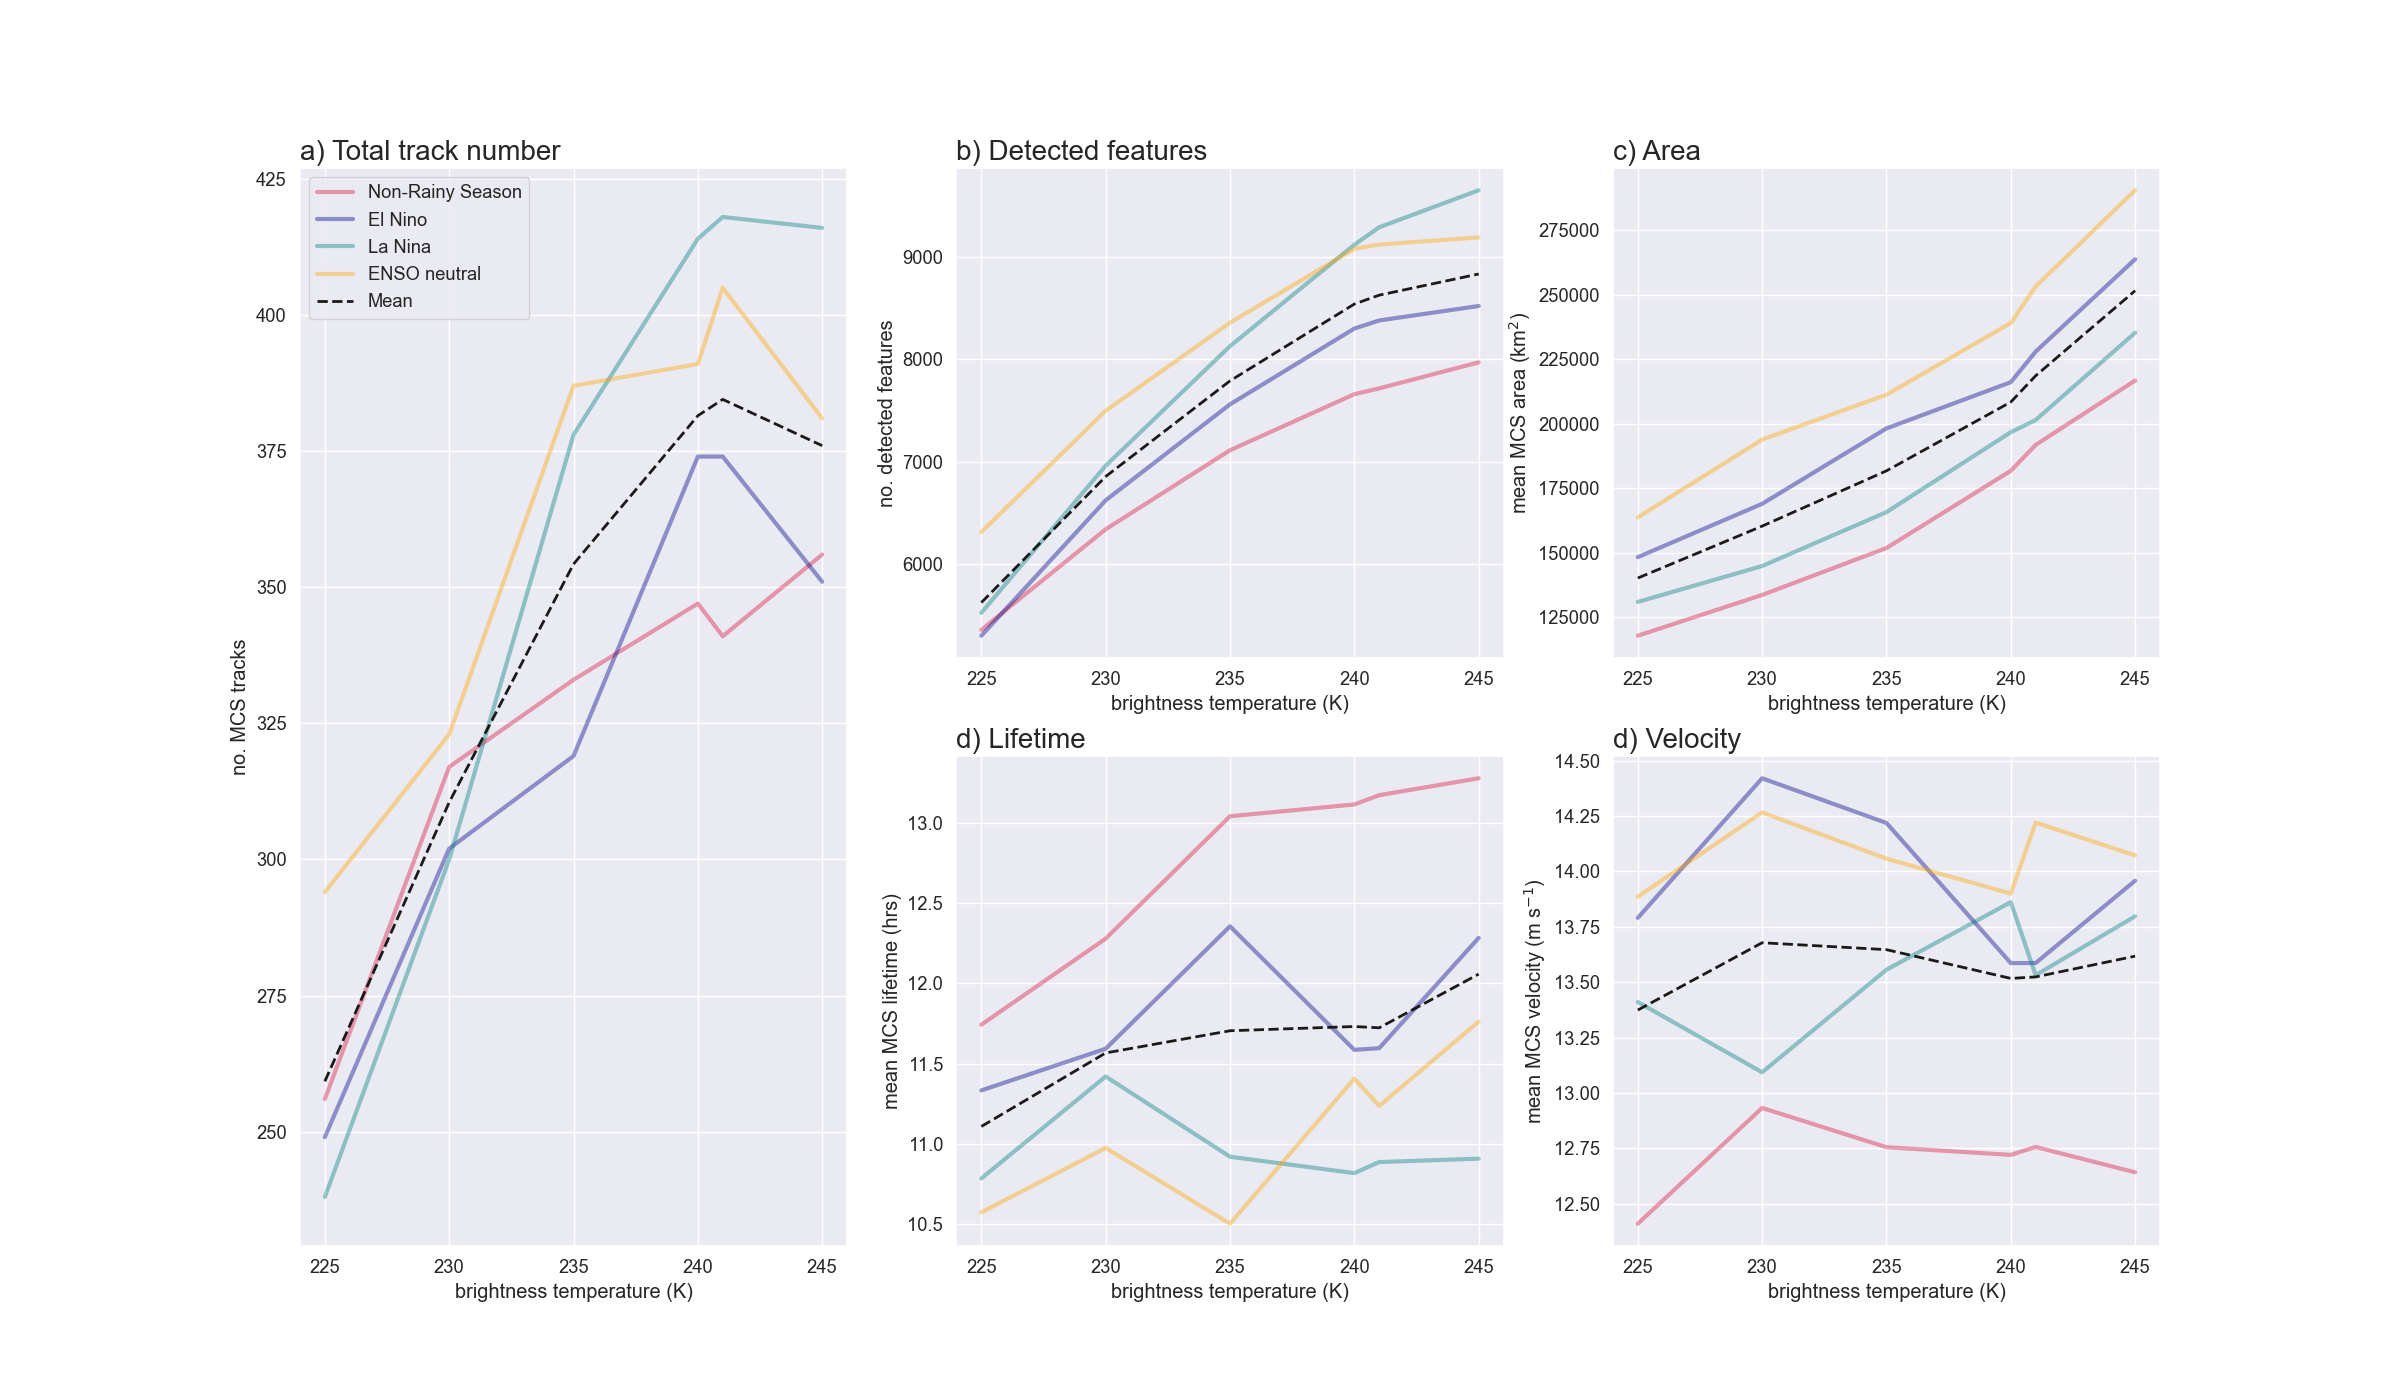 a) Total track number
425
400
375
350
325
300
275
250
no. MCS tracks
Non-Rainy Season
El Nino
La Nina
ENSO neutral
Mean
225 230 235 240 245
brightness temperature (K)
b) Detected features
9000
8000
7000
6000
no. detected features
225 230 235 240 245
brightness temperature (K)
c) Area
275000
250000
225000
200000
175000
150000
125000
mean MCS area (km²)
225 230 235 240 245
brightness temperature (K)
d) Lifetime
13.0
12.5
12.0
11.5
11.0
10.5
mean MCS lifetime (hrs)
225 230 235 240 245
brightness temperature (K)
d) Velocity
14.50
14.25
14.00
13.75
13.50
13.25
13.00
12.75
12.50
mean MCS velocity (m s⁻¹)
225 230 235 240 245
brightness temperature (K)